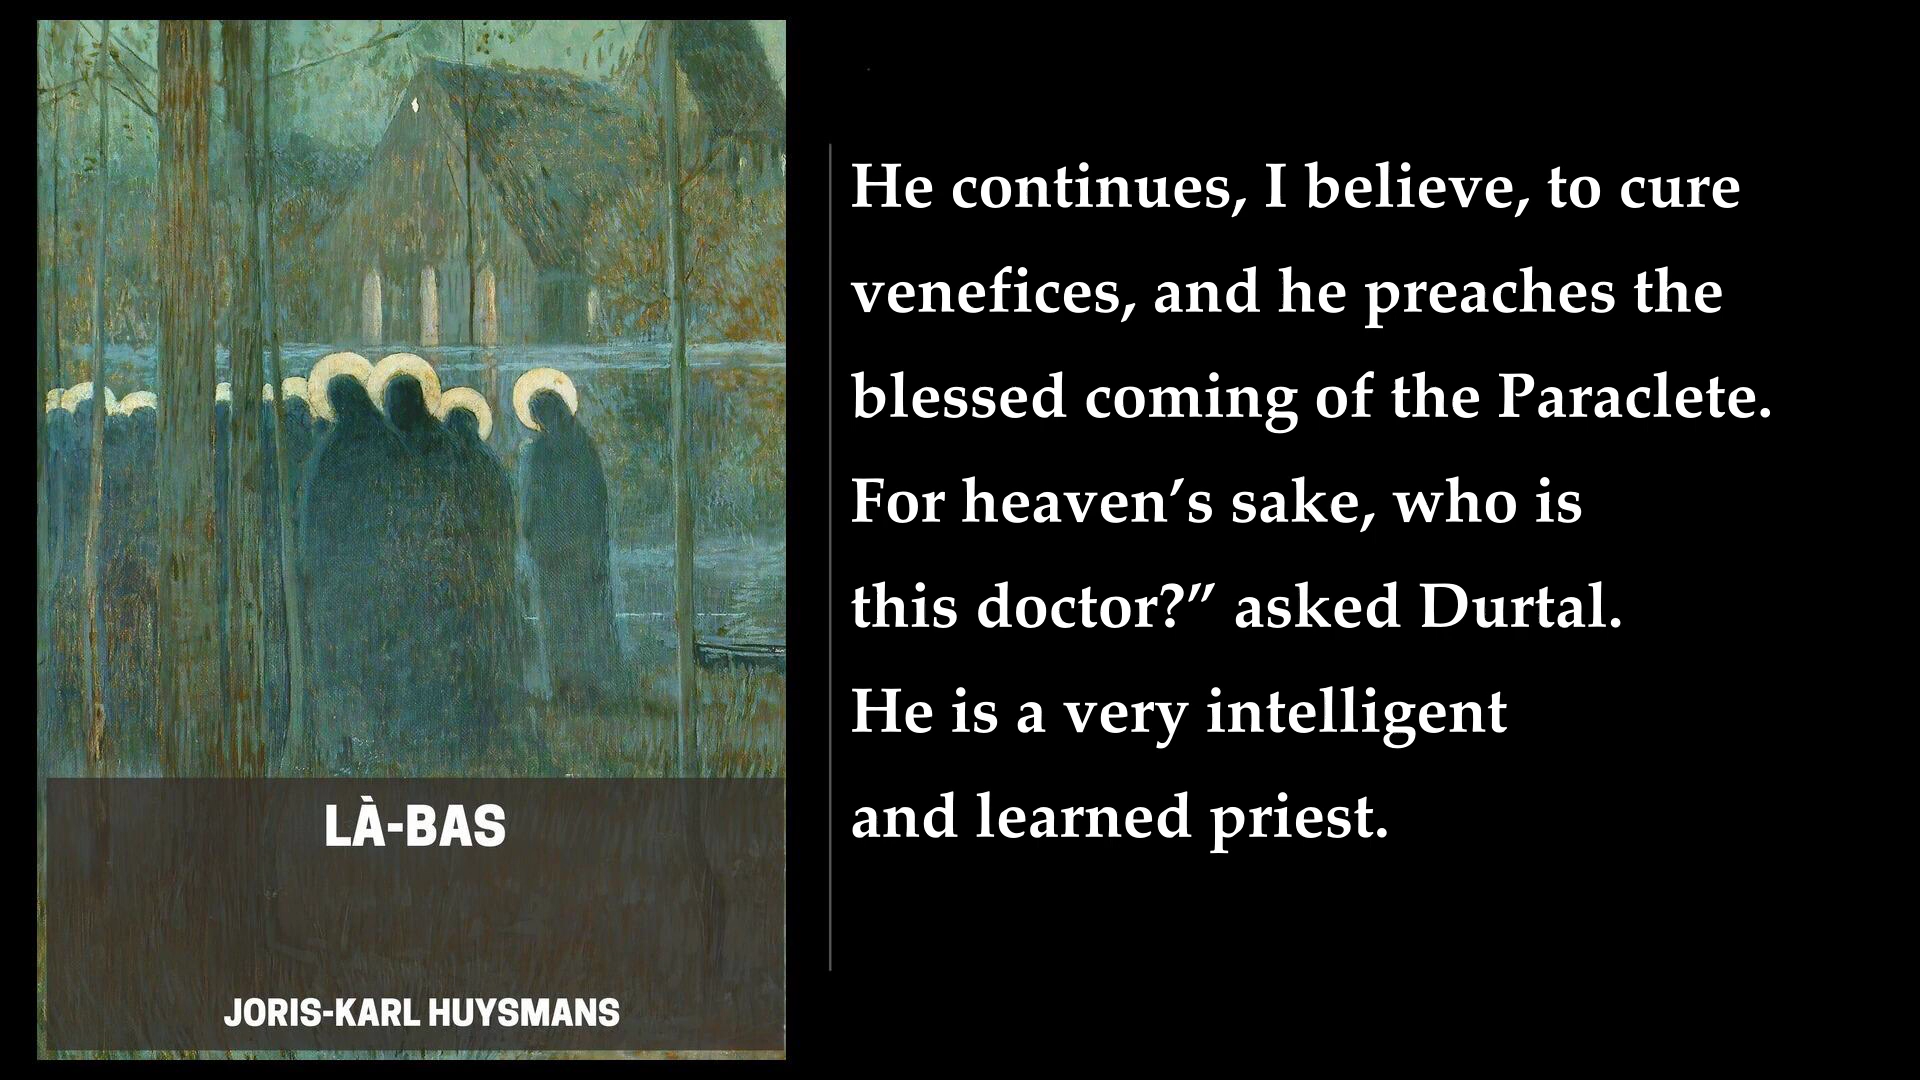 LÀ-BAS
JORIS-KARL HUYSMANS
He continues, I believe, to cure
venefices, and he preaches the
blessed coming of the Paraclete.
For heaven’s sake, who is
this doctor?” asked Durtal.
He is a very intelligent
and learned priest.